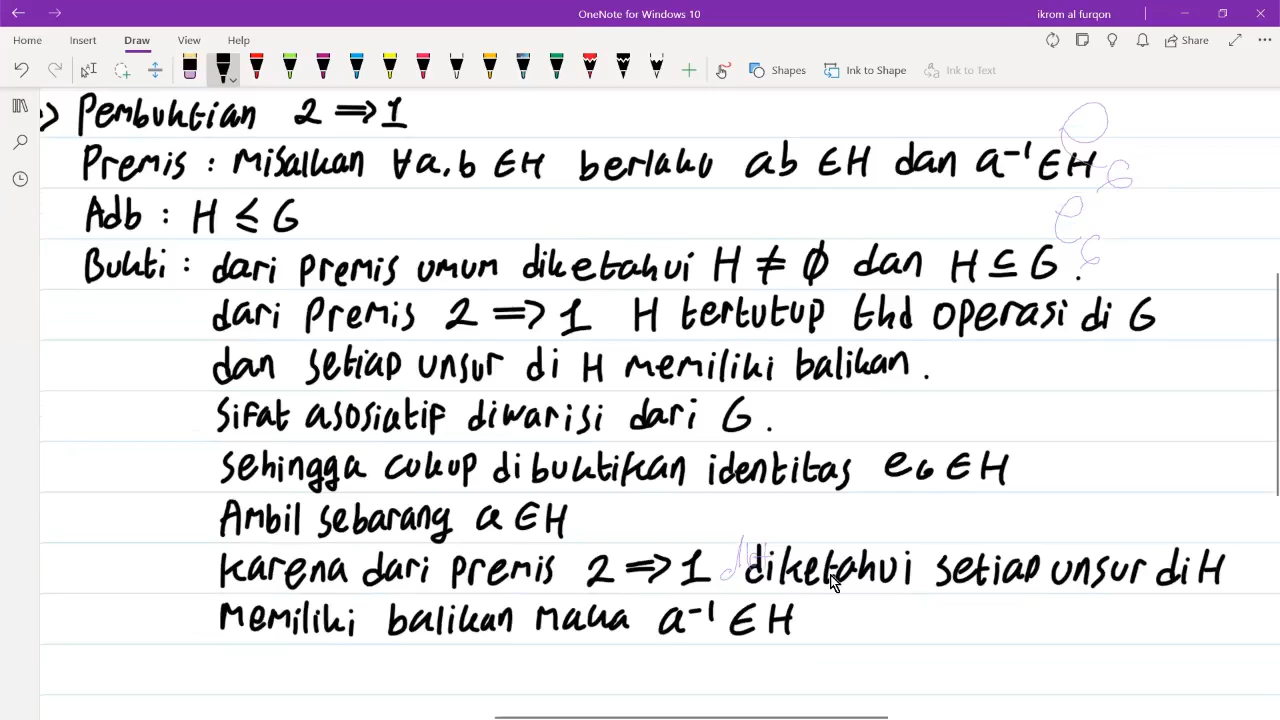 OneNote for Windows 10
ikrom al furqon
Home Insert Draw View Help
Share
Shapes
Ink to Shape
Ink to Text
Pembuktian 2 ⇒ 1
Premis : Misalkan ∀a,b ∈ H berlaku ab ∈ H dan a⁻¹ ∈ H
Adb : H ≤ G
Bukti : dari premis umum diketahui H ≠ ∅ dan H ⊆ G .
dari Premis 2 ⇒ 1 H tertutup thd operasi di G
dan setiap unsur di H memiliki balikan .
Sifat asosiatif diwarisi dari G .
Sehingga cukup dibuktikan identitas e_G ∈ H
Ambil sebarang a ∈ H
Karena dari premis 2 ⇒ 1 diketahui setiap unsur di H
Memiliki balikan maka a⁻¹ ∈ H
e
G
e
G